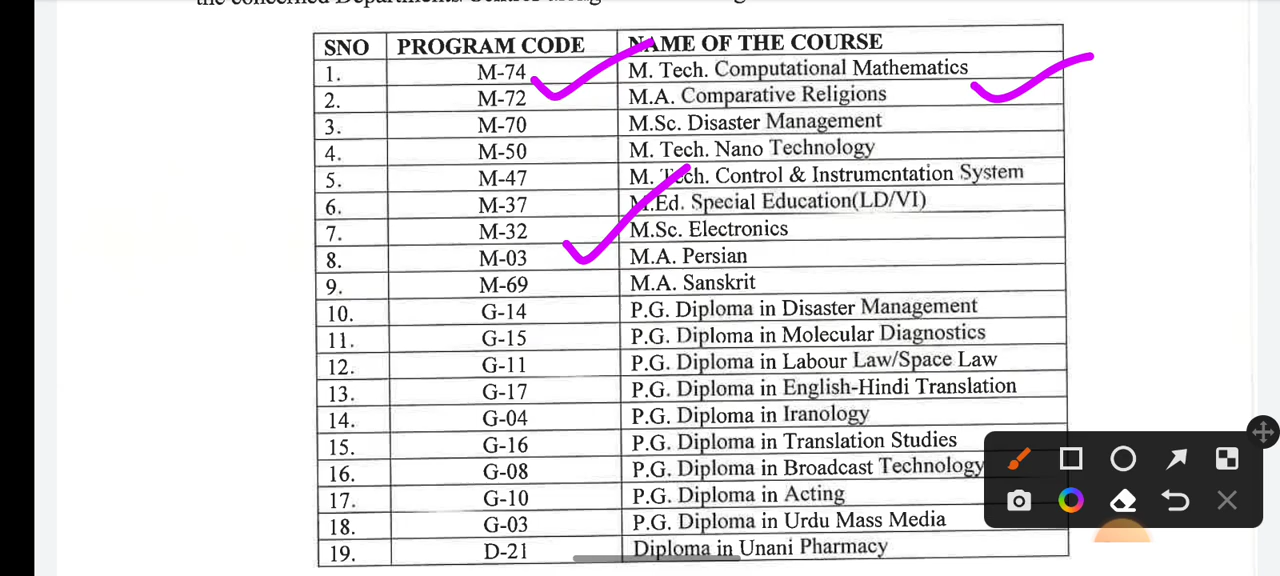 SNO PROGRAM CODE NAME OF THE COURSE
1. M-74 M. Tech. Computational Mathematics
2. M-72 M.A. Comparative Religions
3. M-70 M.Sc. Disaster Management
4. M-50 M. Tech. Nano Technology
5. M-47 M. Tech. Control & Instrumentation System
6. M-37 M.Ed. Special Education(LD/VI)
7. M-32 M.Sc. Electronics
8. M-03 M.A. Persian
9. M-69 M.A. Sanskrit
10. G-14 P.G. Diploma in Disaster Management
11. G-15 P.G. Diploma in Molecular Diagnostics
12. G-11 P.G. Diploma in Labour Law/Space Law
13. G-17 P.G. Diploma in English-Hindi Translation
14. G-04 P.G. Diploma in Iranology
15. G-16 P.G. Diploma in Translation Studies
16. G-08 P.G. Diploma in Broadcast Technology
17. G-10 P.G. Diploma in Acting
18. G-03 P.G. Diploma in Urdu Mass Media
19. D-21 Diploma in Unani Pharmacy